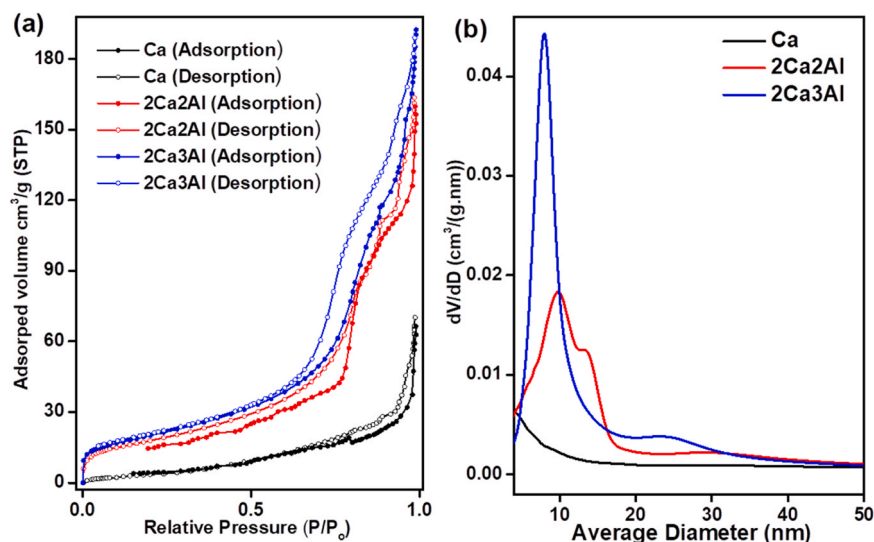 (a)
Ca (Adsorption)
Ca (Desorption)
2Ca2Al (Adsorption)
2Ca2Al (Desorption)
2Ca3Al (Adsorption)
2Ca3Al (Desorption)
180
150
120
90
60
30
0
Adsorped volume cm³/g (STP)
0.0
0.5
1.0
Relative Pressure (P/Pₒ)
(b)
Ca
2Ca2Al
2Ca3Al
0.04
0.03
0.02
0.01
0.00
dV/dD (cm³/(g.nm))
10
20
30
40
50
Average Diameter (nm)